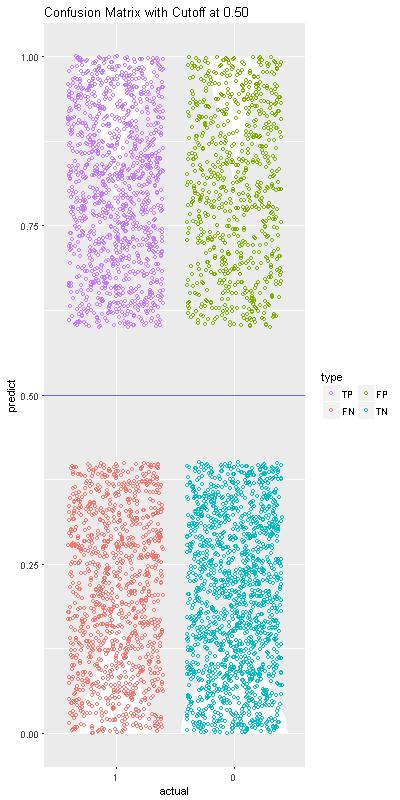 Confusion Matrix with Cutoff at 0.50
1.00
0.75
0.50
0.25
0.00
predict
1 0
actual
type
TP FP
FN TN